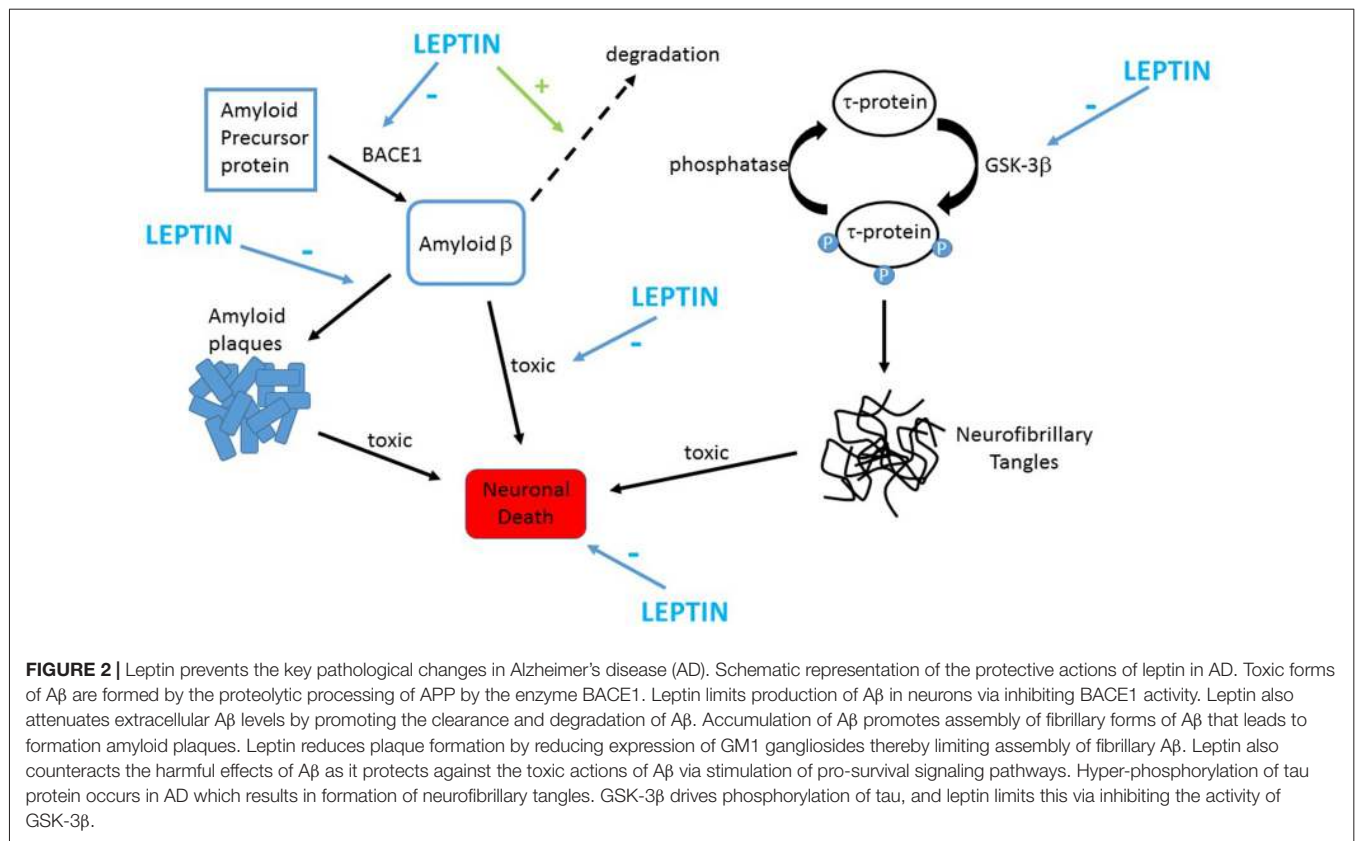 LEPTIN
degradation
LEPTIN
-
+
-
Amyloid
Precursor
protein
BACE1
τ-protein
phosphatase
GSK-3β
LEPTIN
-
Amyloid β
τ-protein
P
P
P
LEPTIN
-
Amyloid
plaques
toxic
toxic
toxic
Neurofibrillary
Tangles
Neuronal
Death
-
LEPTIN
FIGURE 2 | Leptin prevents the key pathological changes in Alzheimer's disease (AD). Schematic representation of the protective actions of leptin in AD. Toxic forms
of Aβ are formed by the proteolytic processing of APP by the enzyme BACE1. Leptin limits production of Aβ in neurons via inhibiting BACE1 activity. Leptin also
attenuates extracellular Aβ levels by promoting the clearance and degradation of Aβ. Accumulation of Aβ promotes assembly of fibrillary forms of Aβ that leads to
formation amyloid plaques. Leptin reduces plaque formation by reducing expression of GM1 gangliosides thereby limiting assembly of fibrillary Aβ. Leptin also
counteracts the harmful effects of Aβ as it protects against the toxic actions of Aβ via stimulation of pro-survival signaling pathways. Hyper-phosphorylation of tau
protein occurs in AD which results in formation of neurofibrillary tangles. GSK-3β drives phosphorylation of tau, and leptin limits this via inhibiting the activity of
GSK-3β.